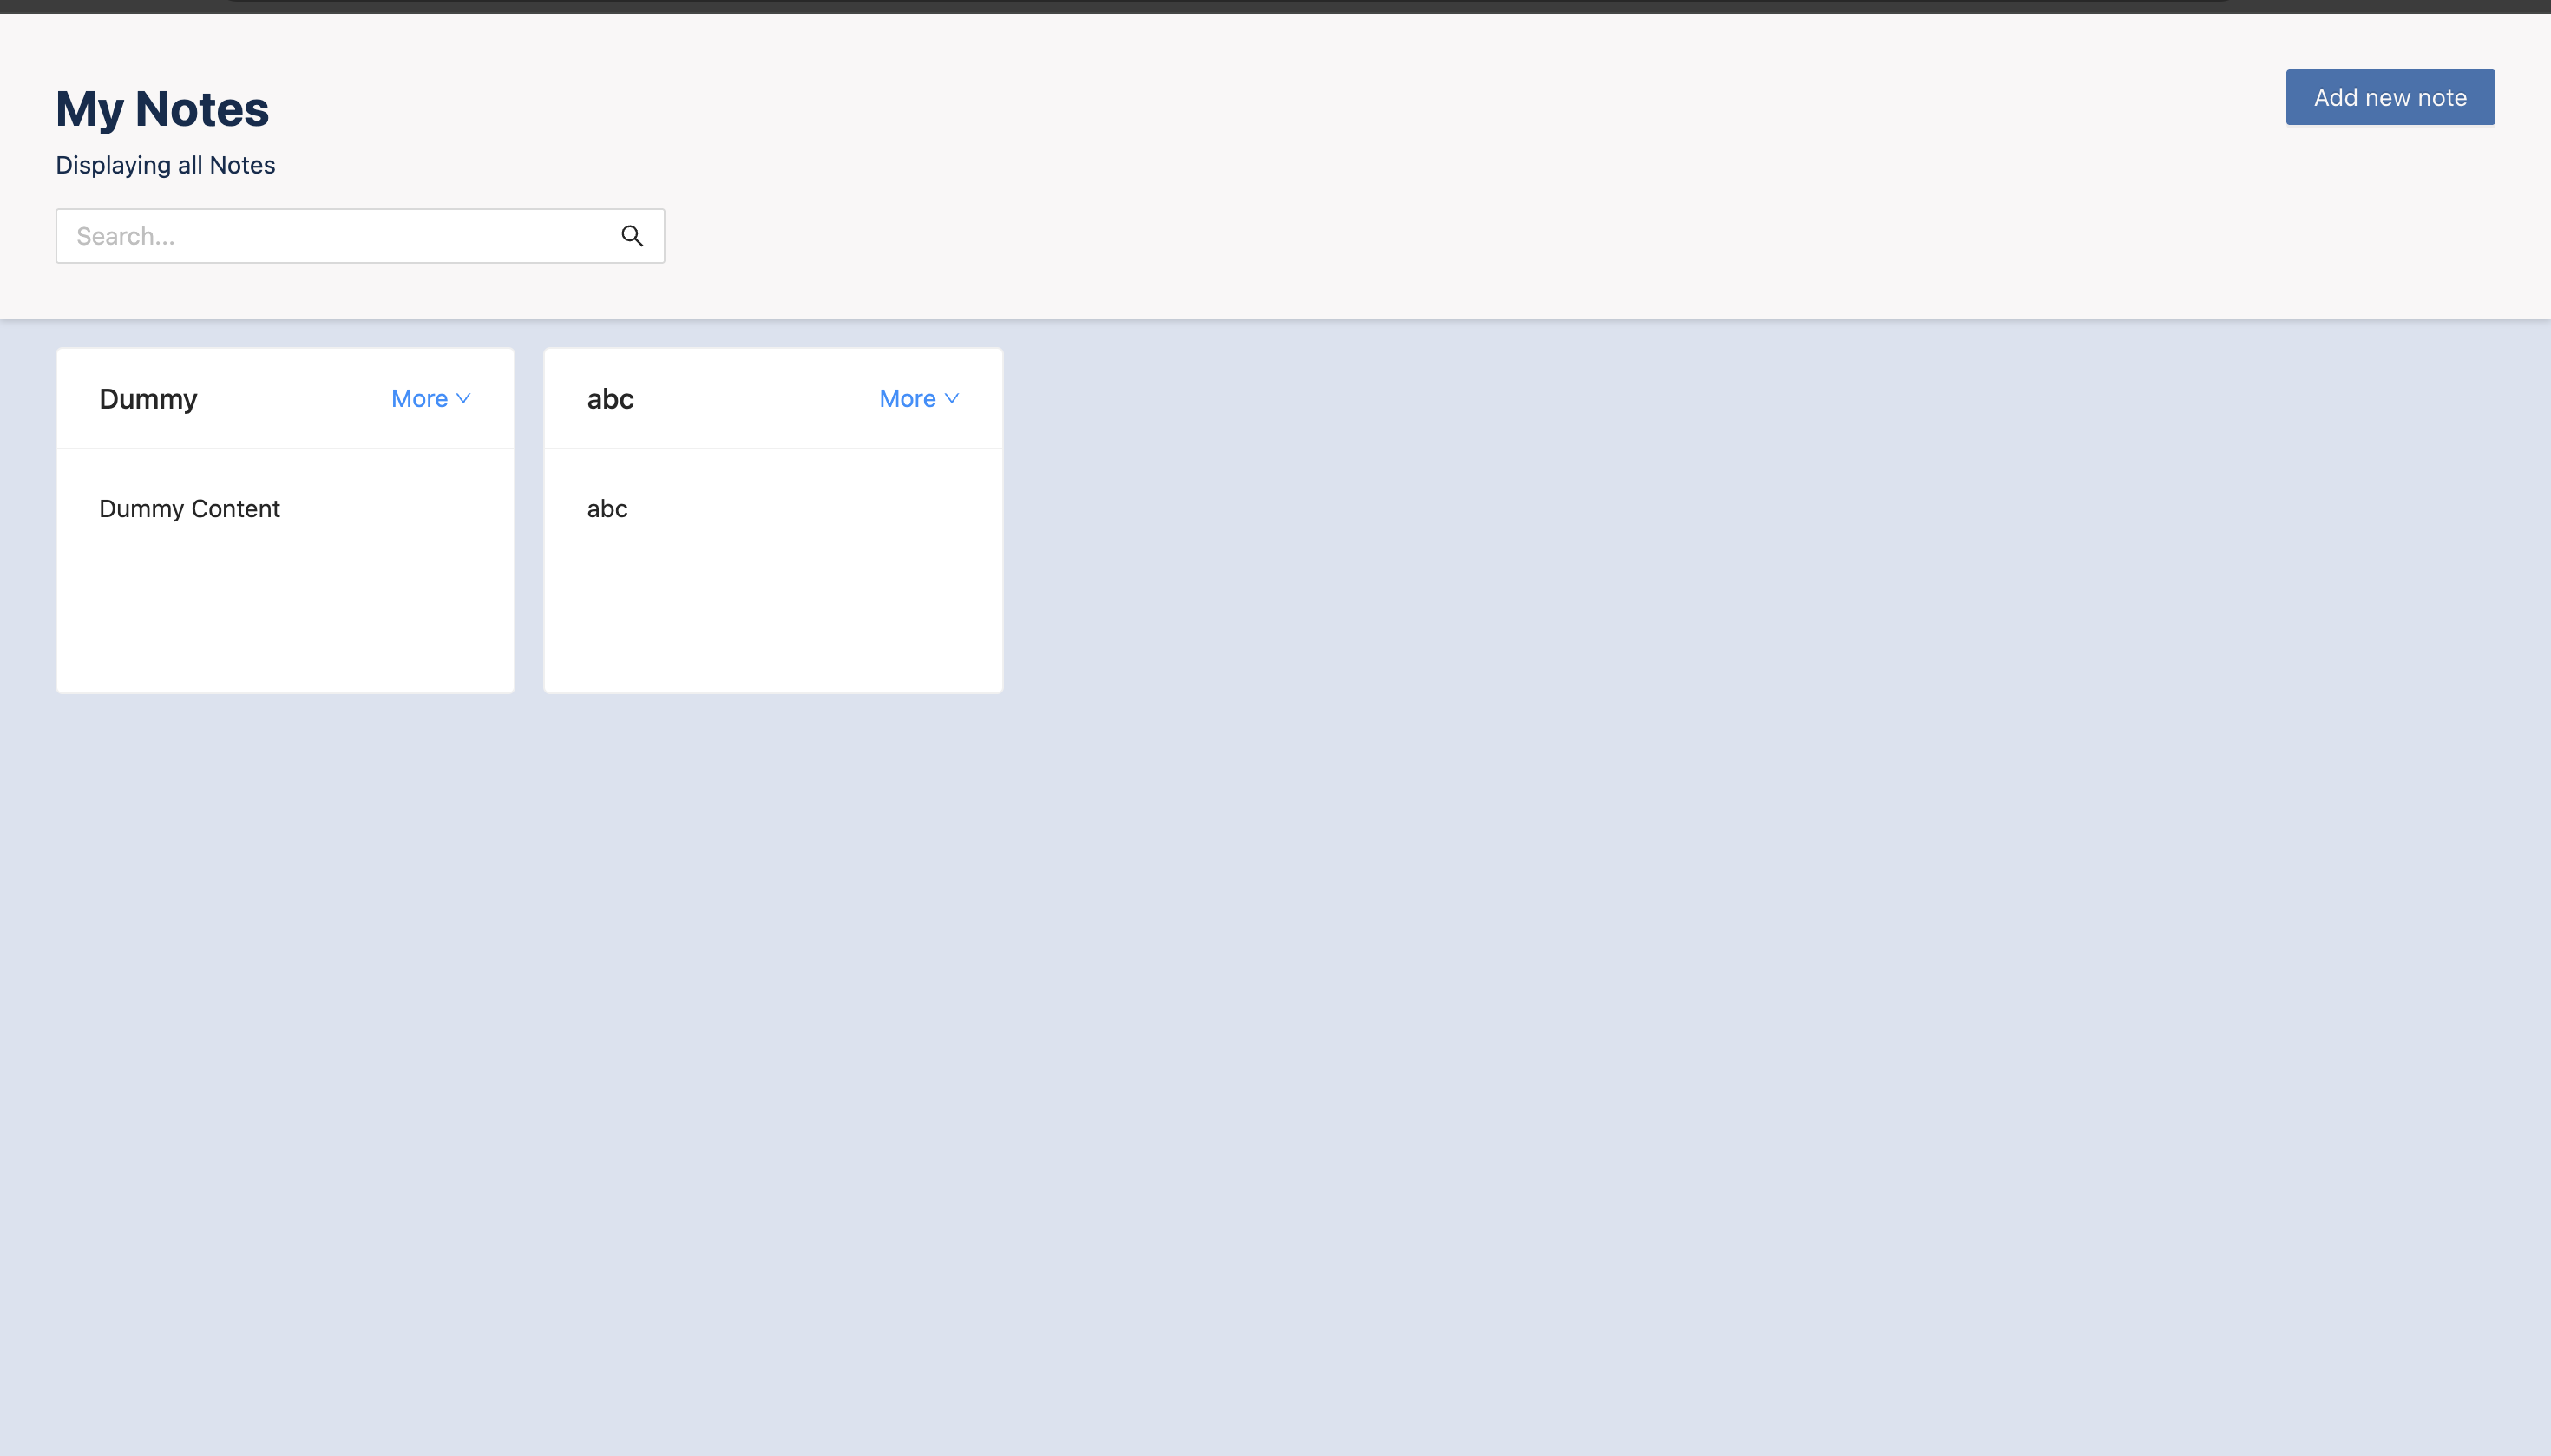 My Notes
Add new note
Displaying all Notes
Search...
Dummy
More
Dummy Content
abc
More
abc